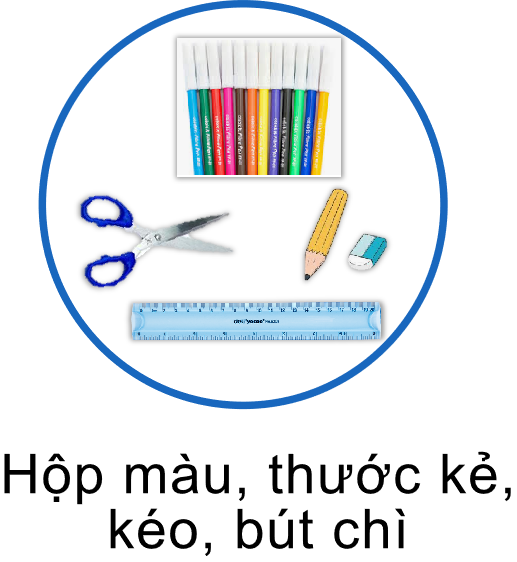 Hộp màu, thước kẻ,
kéo, bút chì